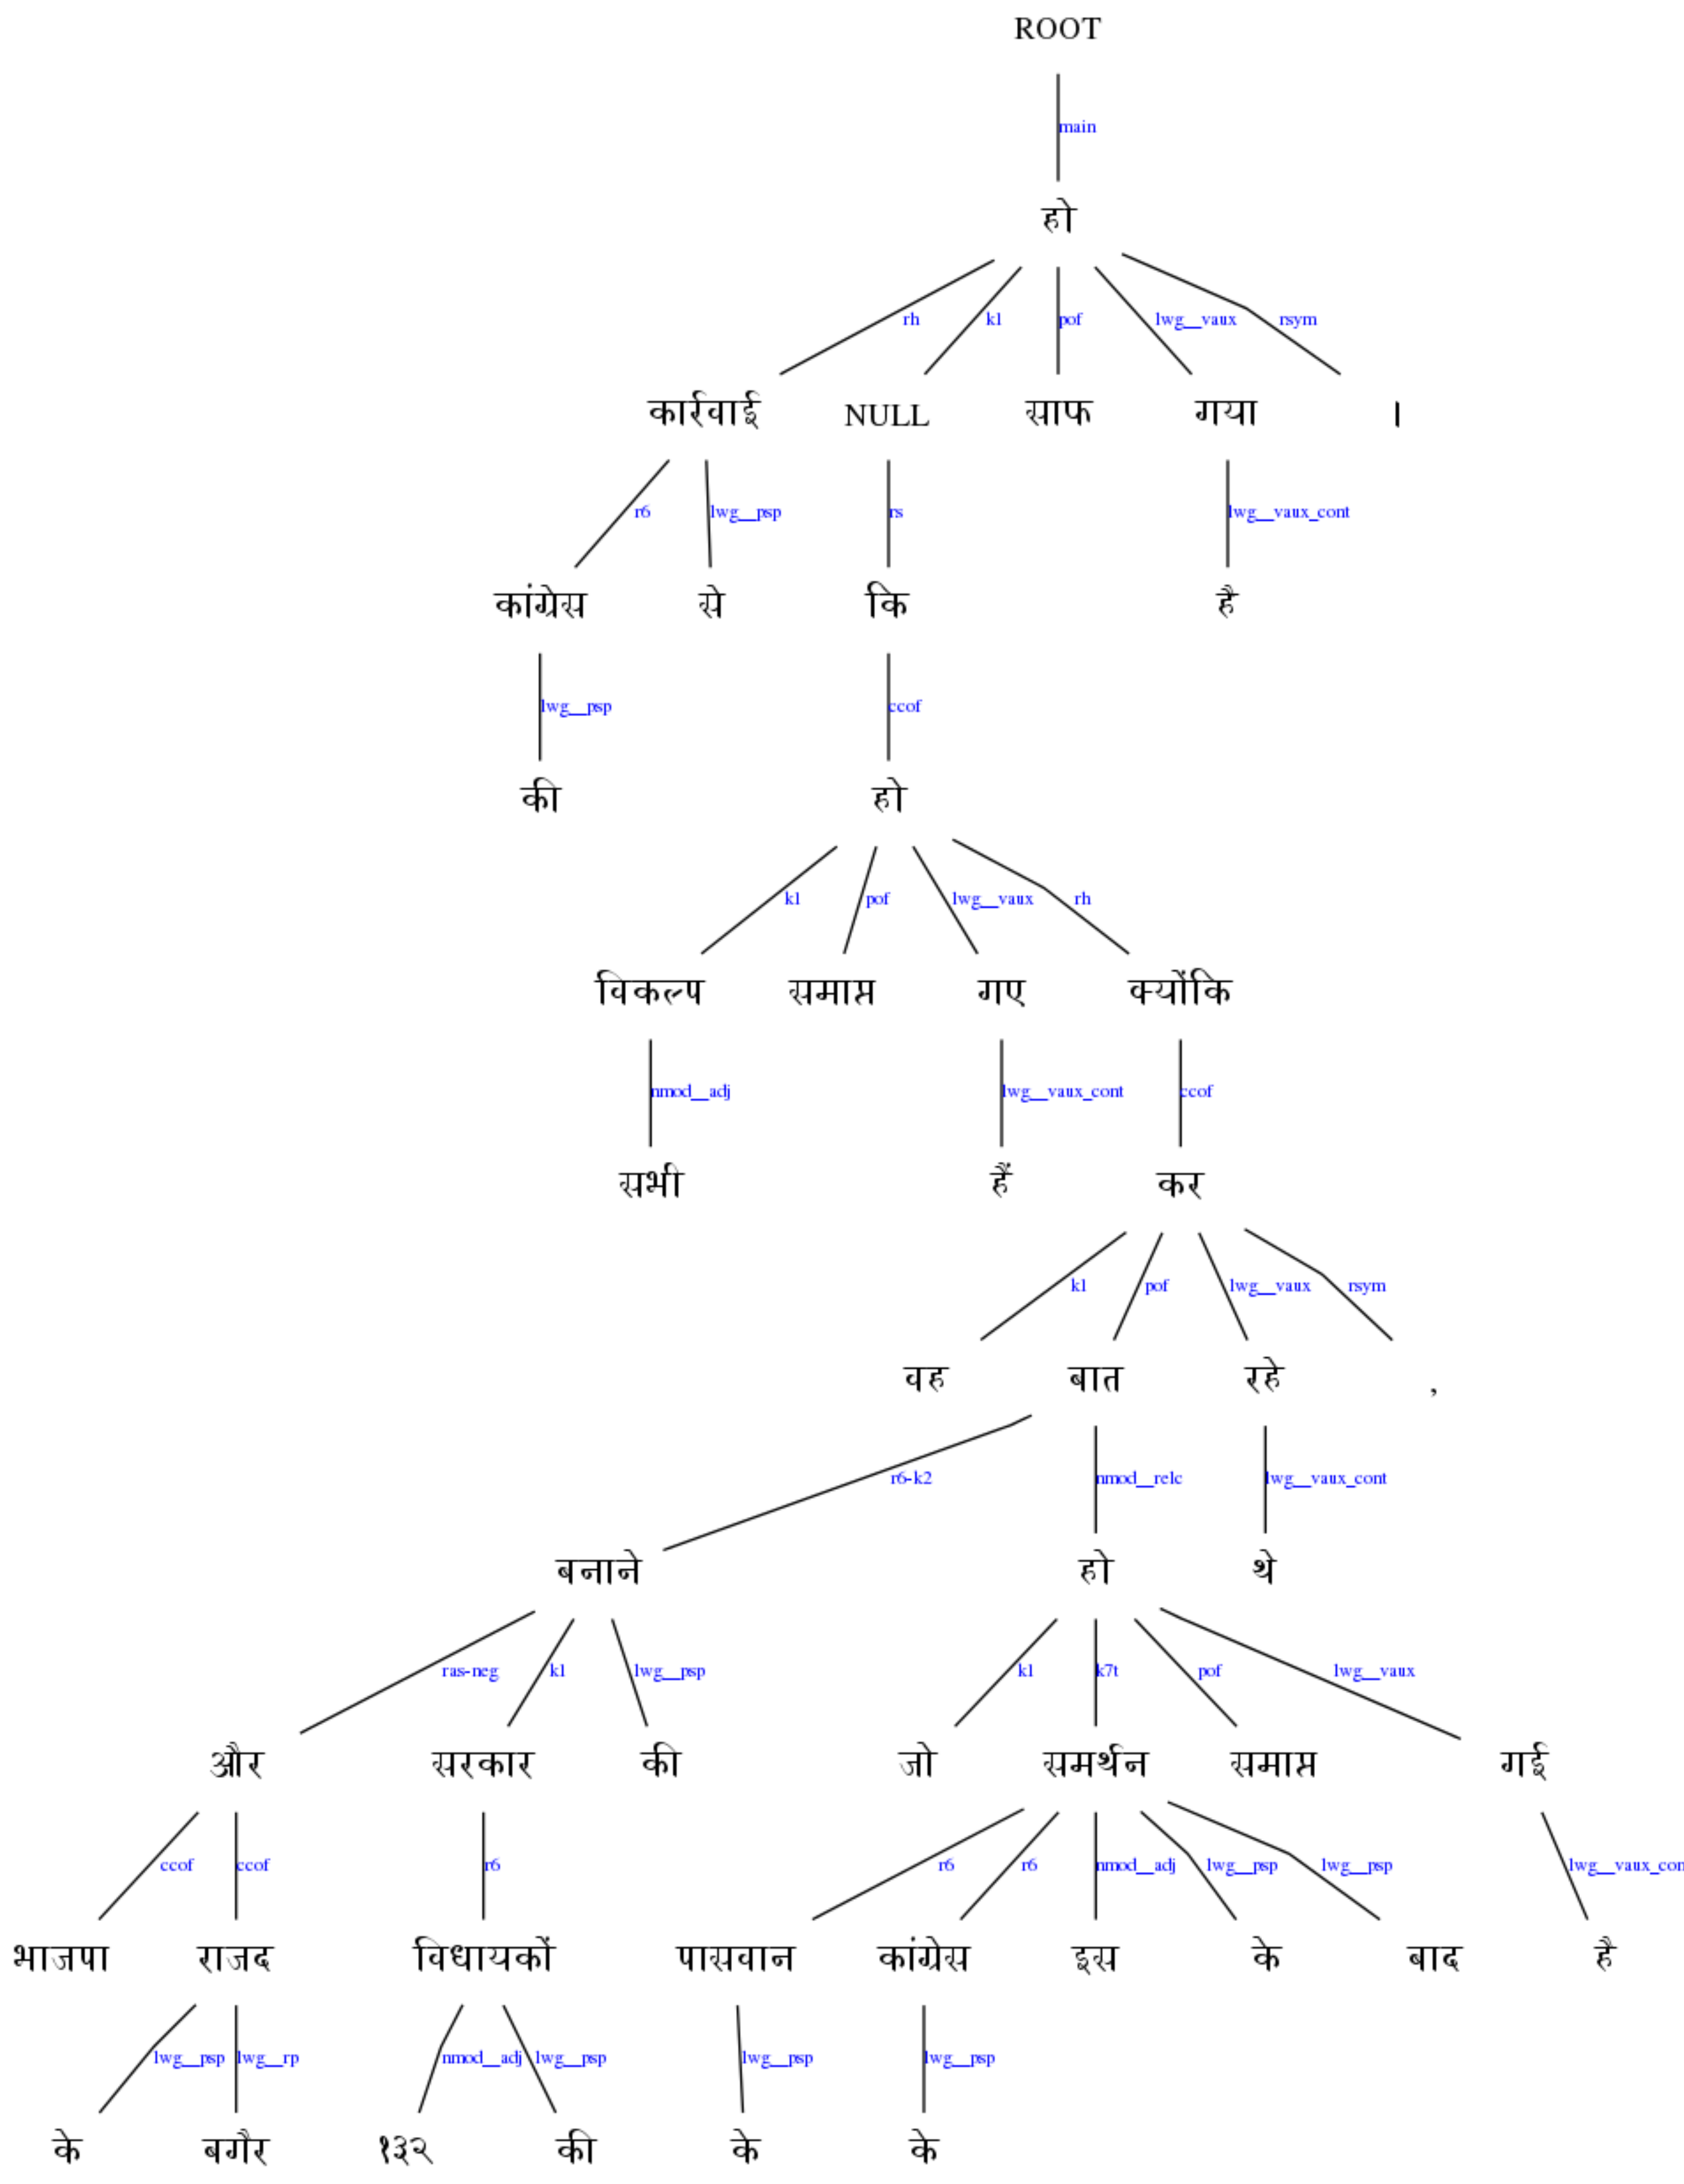 ROOT
main
हो
rh k1 pof lwg__vaux rsym
कार्रवाई NULL साफ गया ।
r6 lwg__psp rs lwg__vaux_cont
कांग्रेस से कि है
lwg__psp ccof
की हो
k1 pof lwg__vaux rh
विकल्प समाप्त गए क्योंकि
nmod__adj lwg__vaux_cont ccof
सभी हैं कर
k1 pof lwg__vaux rsym
वह बात रहे ,
r6-k2 nmod__relc lwg__vaux_cont
बनाने हो थे
ras-neg k1 lwg__psp k1 k7t pof lwg__vaux
और सरकार की जो समर्थन समाप्त गई
ccof ccof r6 r6 r6 nmod__adj lwg__psp lwg__psp lwg__vaux_con
भाजपा राजद विधायकों पासवान कांग्रेस इस के बाद है
lwg__psp lwg__rp nmod__adj lwg__psp lwg__psp lwg__psp
के बगैर १३२ की के के